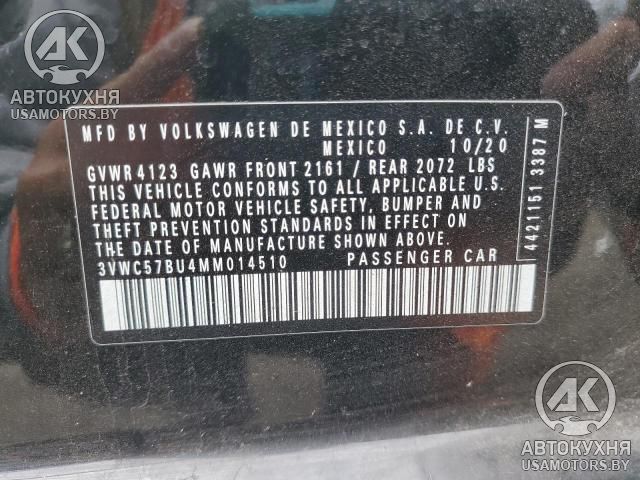 AK
АВТОКУХНЯ
USAMOTORS.BY
MFD BY VOLKSWAGEN DE MEXICO S.A. DE C.V.
MEXICO 10/20
GVWR 4123 GAWR FRONT 2161 / REAR 2072 LBS
THIS VEHICLE CONFORMS TO ALL APPLICABLE U.S.
FEDERAL MOTOR VEHICLE SAFETY, BUMPER AND
THEFT PREVENTION STANDARDS IN EFFECT ON
THE DATE OF MANUFACTURE SHOWN ABOVE.
3VWC57BU4MM014510 PASSENGER CAR
4421151 3387 M
AK
АВТОКУХНЯ
USAMOTORS.BY